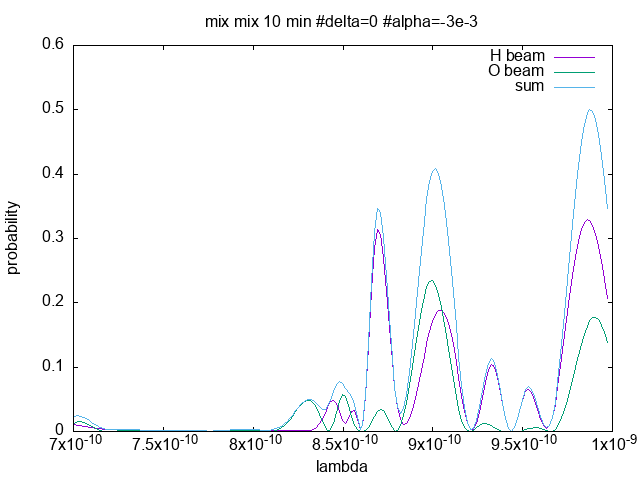 mix mix 10 min #delta=0 #alpha=-3e-3
H beam
O beam
sum
probability
0.6
0.5
0.4
0.3
0.2
0.1
0
7x10⁻¹⁰ 7.5x10⁻¹⁰ 8x10⁻¹⁰ 8.5x10⁻¹⁰ 9x10⁻¹⁰ 9.5x10⁻¹⁰ 1x10⁻⁹
lambda